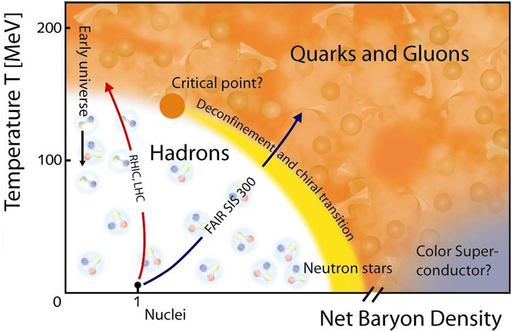 Temperature T [MeV]
200
100
0
Early universe
Quarks and Gluons
Critical point?
Deconfinement and chiral transition
Hadrons
RHIC, LHC
FAIR SIS 300
Color Super-
conductor?
Neutron stars
1
Nuclei
Net Baryon Density